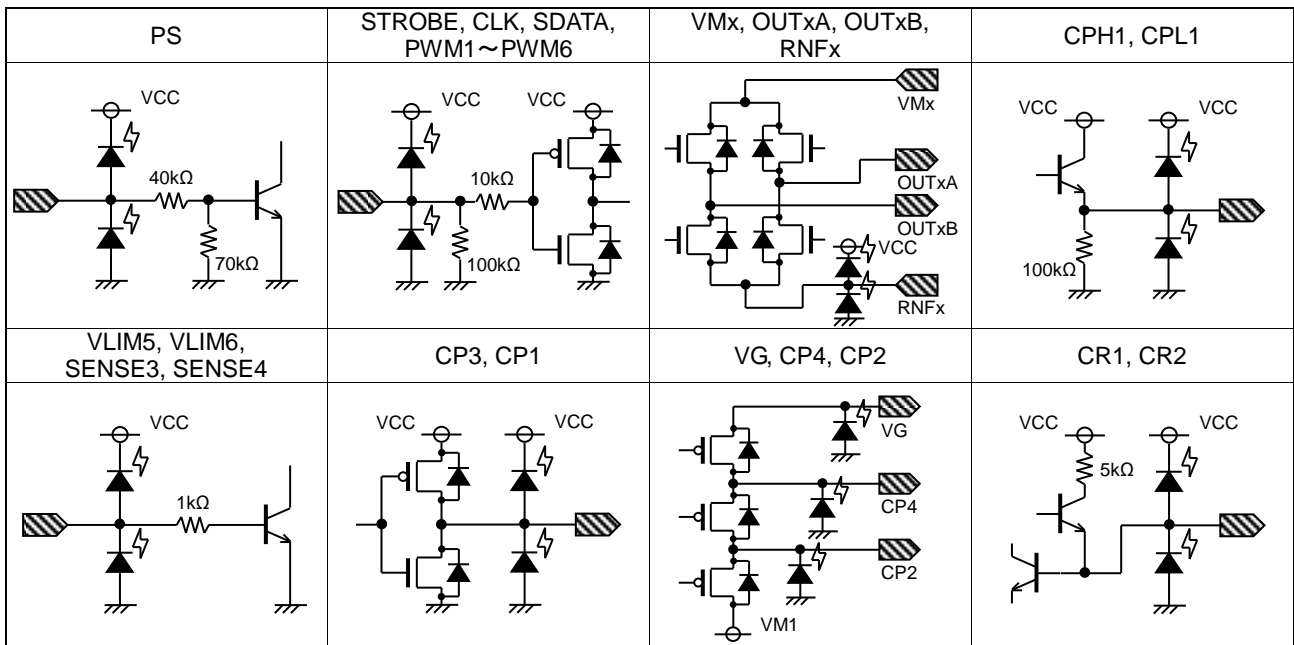 PS
STROBE, CLK, SDATA,
PWM1～PWM6
VMx, OUTxA, OUTxB,
RNFx
CPH1, CPL1
VCC
40kΩ
70kΩ
VCC
VCC
10kΩ
100kΩ
VMx
OUTxA
OUTxB
VCC
RNFx
VCC
VCC
100kΩ
VLIM5, VLIM6,
SENSE3, SENSE4
CP3, CP1
VG, CP4, CP2
CR1, CR2
VCC
1kΩ
VCC
VCC
VG
CP4
CP2
VM1
VCC
VCC
5kΩ